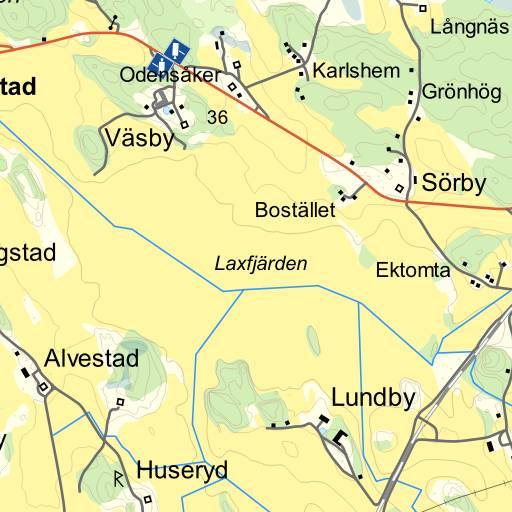 Långnäs
Karlshem
Odensåker
stad
Grönhög
36
Väsby
Sörby
Bostället
gstad
Laxfjärden
Ektomta
Alvestad
Lundby
y
Huseryd